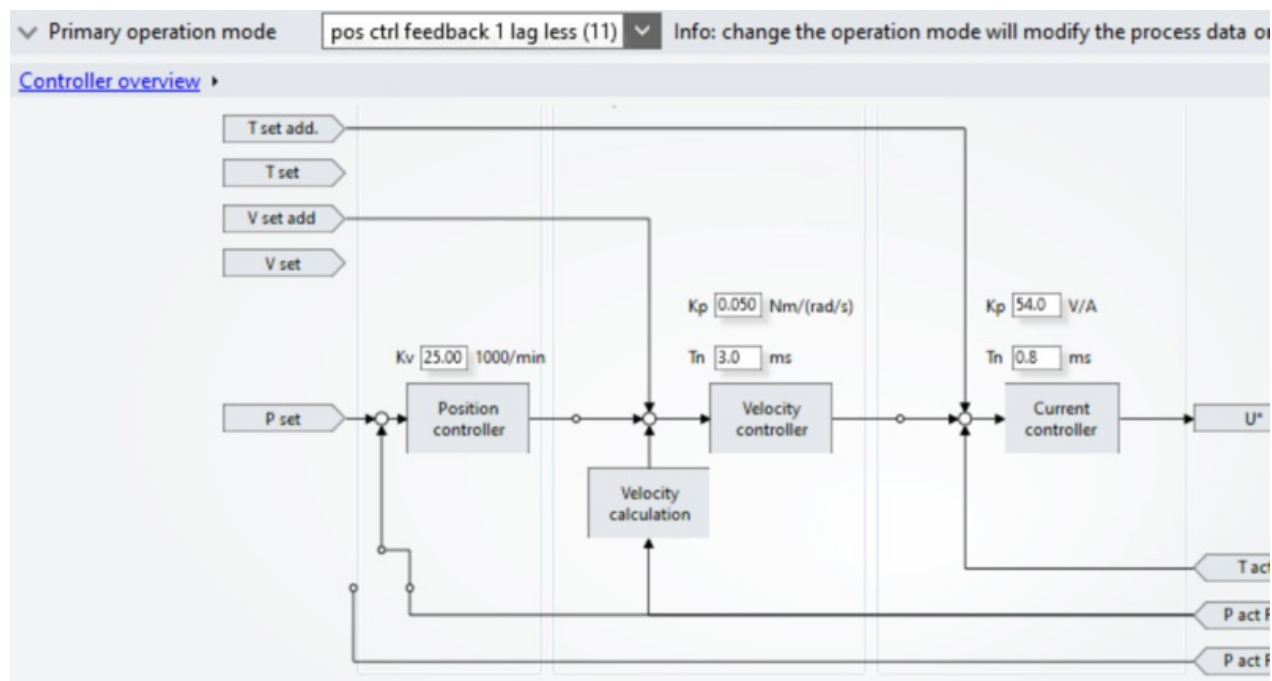 Primary operation mode
pos ctrl feedback 1 lag less (11)
Info: change the operation mode will modify the process data
Controller overview
T set add.
T set
V set add
V set
Kp 0.050 Nm/(rad/s)
Kp 54.0 V/A
Kv 25.00 1000/min
Tn 3.0 ms
Tn 0.8 ms
P set
Position
controller
Velocity
controller
Current
controller
U*
Velocity
calculation
T act
P act
P act